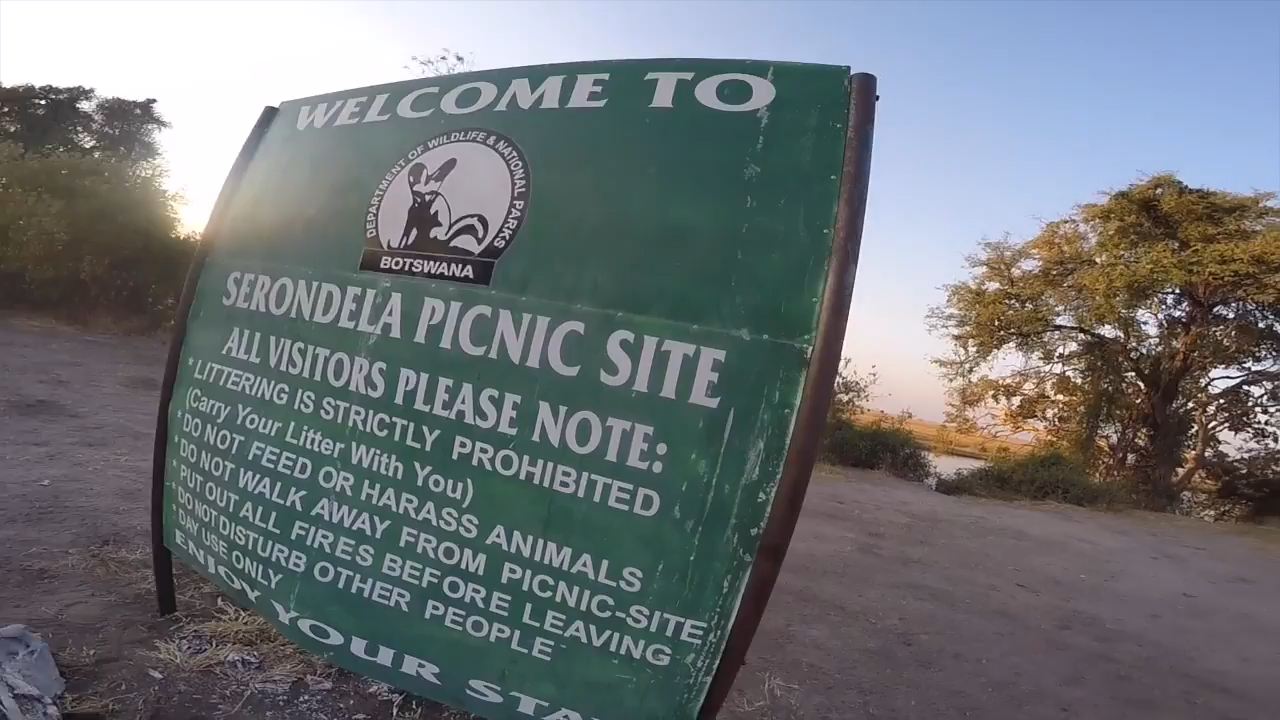 WELCOME TO
DEPARTMENT OF WILDLIFE & NATIONAL PARKS
BOTSWANA
SERONDELA PICNIC SITE
ALL VISITORS PLEASE NOTE:
* LITTERING IS STRICTLY PROHIBITED
(Carry Your Litter With You)
* DO NOT FEED OR HARASS ANIMALS
* DO NOT WALK AWAY FROM PICNIC-SITE
* PUT OUT ALL FIRES BEFORE LEAVING
* DO NOT DISTURB OTHER PEOPLE
* DAY USE ONLY
ENJOY YOUR STA